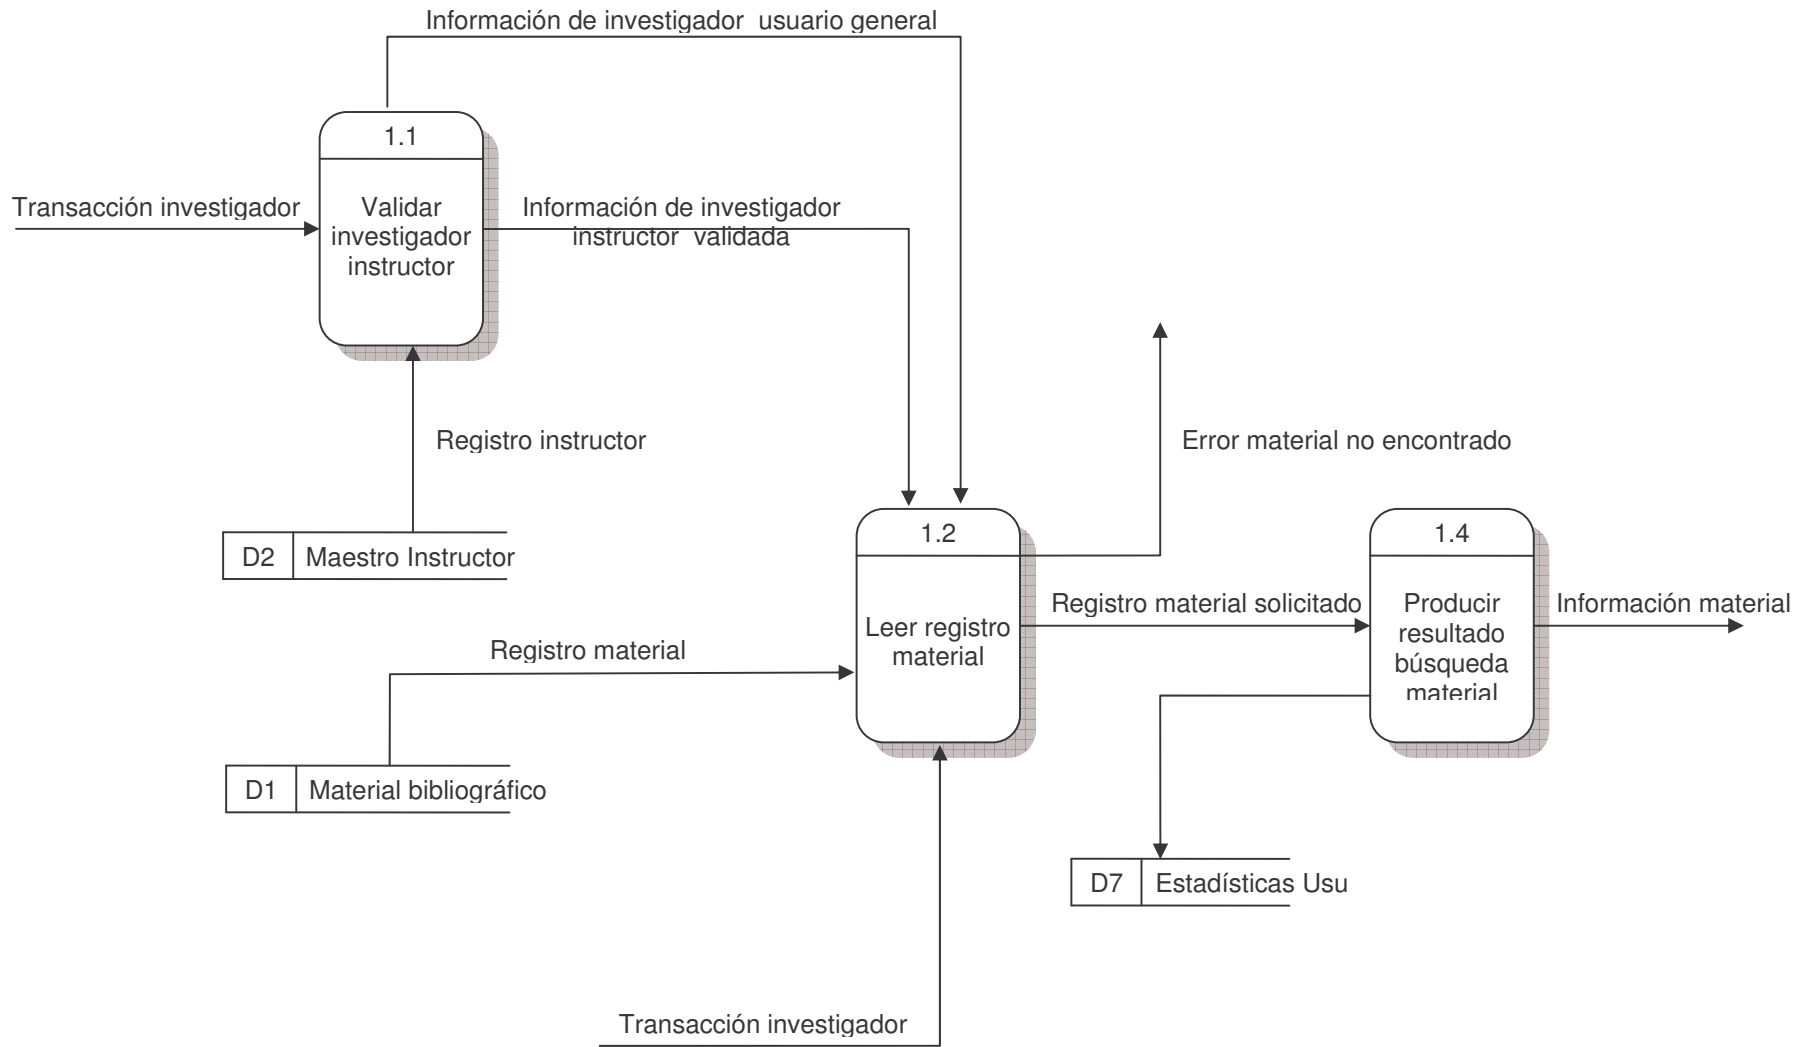 Información de investigador  usuario general
1.1
Transacción investigador
Validar
investigador
instructor
Información de investigador
instructor  validada
Registro instructor
Error material no encontrado
D2
Maestro Instructor
1.2
Leer registro
material
1.4
Producir
resultado
búsqueda
material
Registro material solicitado
Información material
Registro material
D1
Material bibliográfico
D7
Estadísticas Usu
Transacción investigador